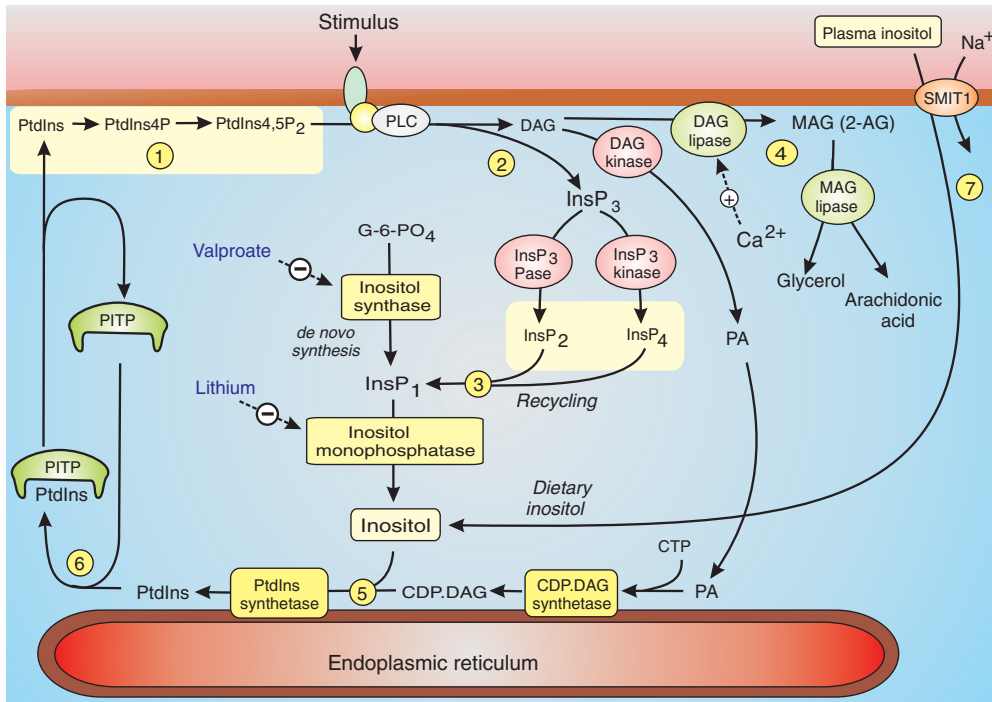 Stimulus
Plasma inositol
Na+
SMIT1
PtdIns
PtdIns4P
PtdIns4,5P2
PLC
DAG
DAG
lipase
MAG (2-AG)
1
2
DAG
kinase
4
7
MAG
lipase
InsP3
+
Ca2+
G-6-PO4
Valproate
–
Inositol
synthase
InsP3
Pase
InsP3
kinase
Glycerol
Arachidonic
acid
PITP
de novo
synthesis
InsP2
InsP4
PA
InsP1
3
Recycling
Lithium
–
Inositol
monophosphatase
PITP
PtdIns
Dietary
inositol
Inositol
CTP
6
PtdIns
PtdIns
synthetase
5
CDP.DAG
CDP.DAG
synthetase
PA
Endoplasmic reticulum